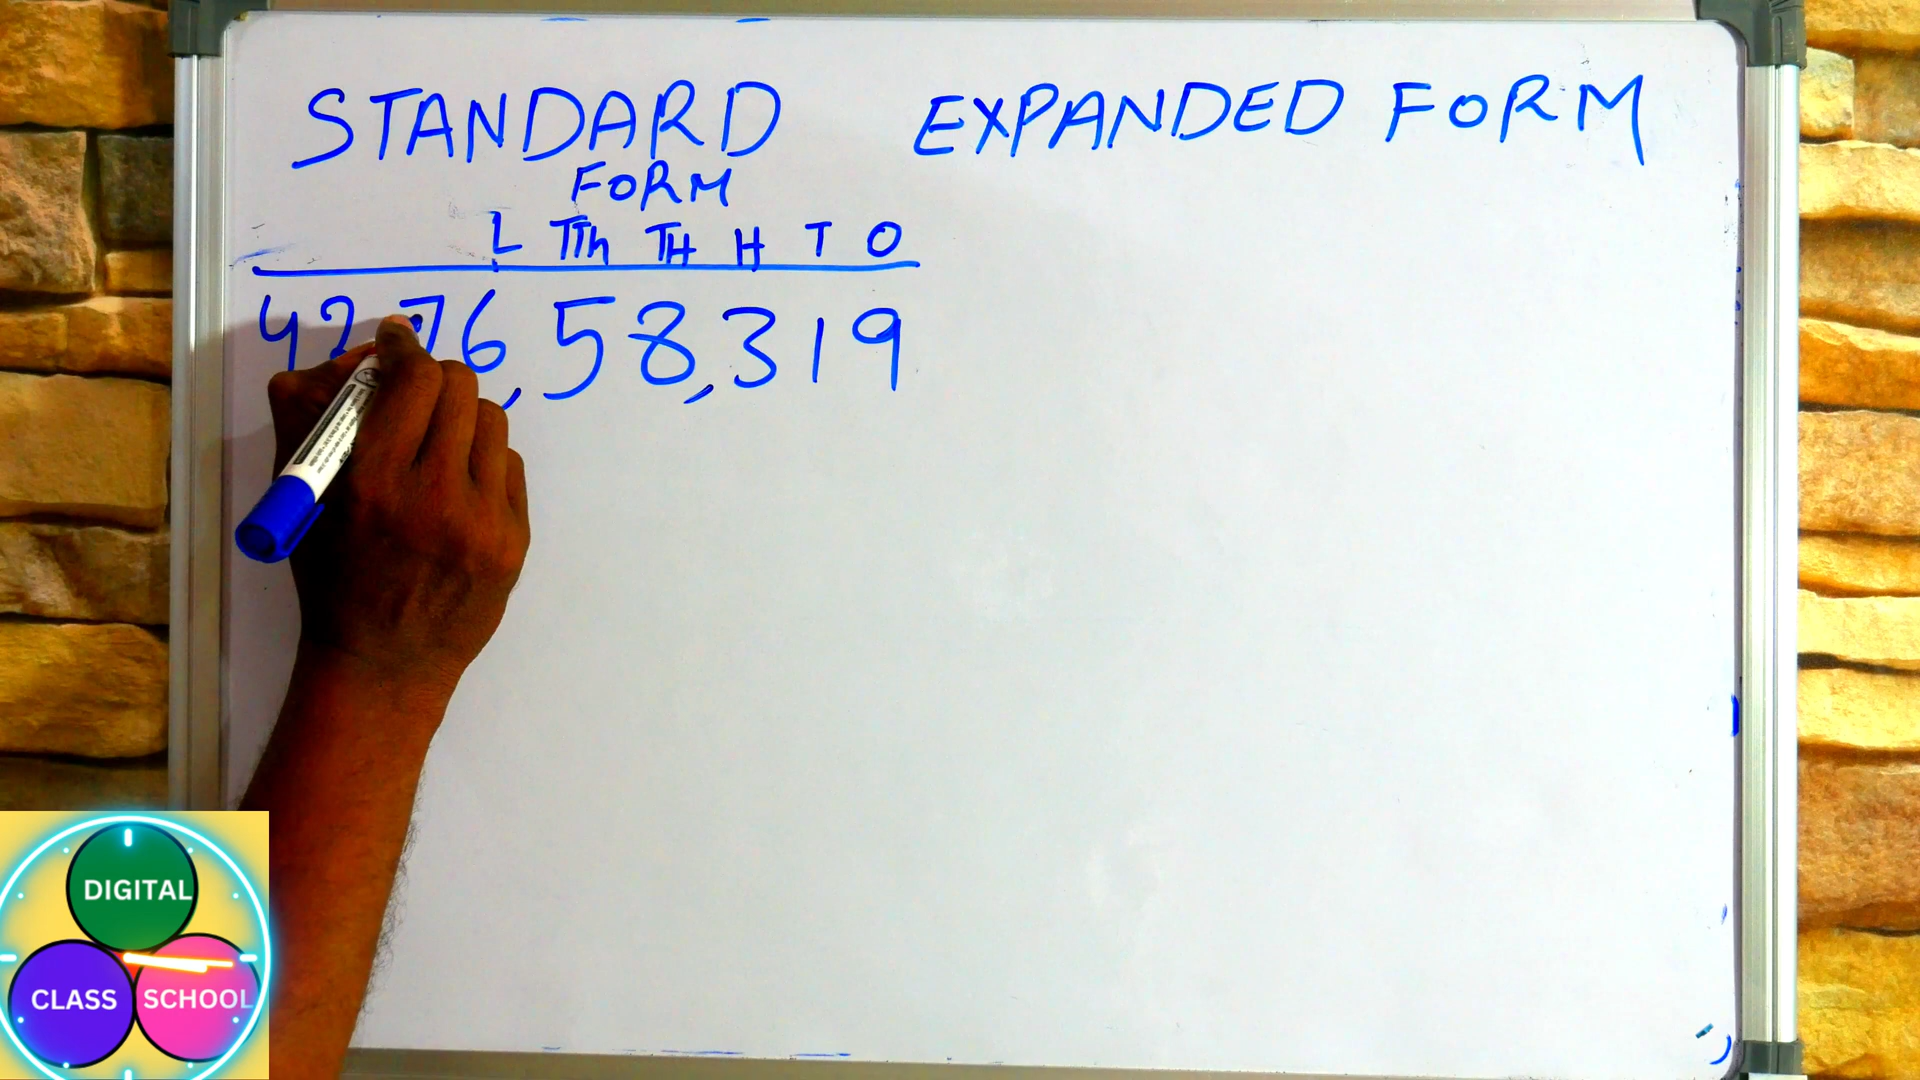 STANDARD EXPANDED FORM
FORM
L TTh TH H T O
42 76,58,319
DIGITAL
CLASS SCHOOL